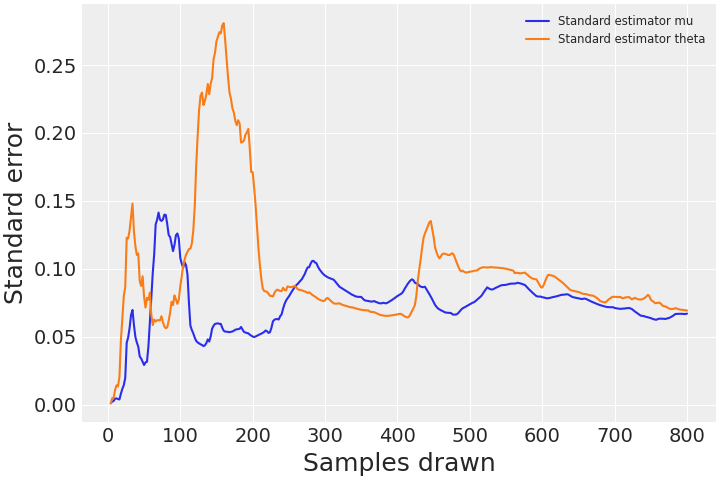 Standard estimator mu
Standard estimator theta
Standard error
0.25
0.20
0.15
0.10
0.05
0.00
0 100 200 300 400 500 600 700 800
Samples drawn